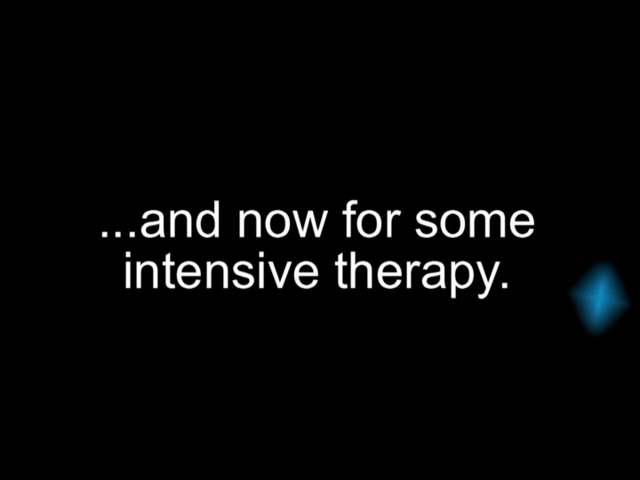 ...and now for some
intensive therapy.